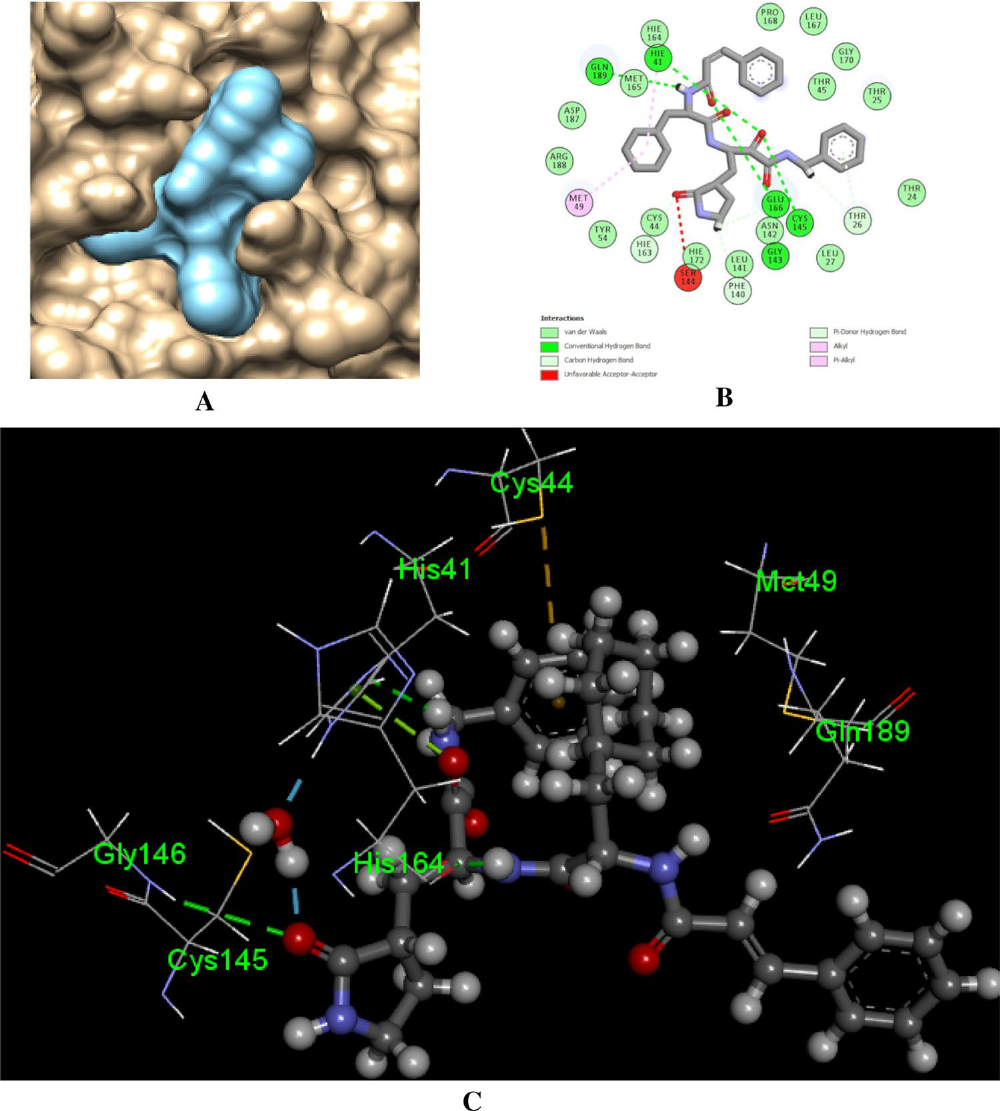 A
PRO
168
LEU
167
HIE
164
HIE
41
GLY
170
GLN
189
MET
165
THR
45
THR
25
ASP
187
ARG
188
MET
49
THR
24
GLU
166
CYS
145
THR
26
CYS
44
ASN
142
TYR
54
HIE
163
HIE
172
GLY
143
LEU
27
LEU
141
SER
144
PHE
140
Interactions
van der Waals
Conventional Hydrogen Bond
Carbon Hydrogen Bond
Unfavorable Acceptor-Acceptor
Pi-Donor Hydrogen Bond
Alkyl
Pi-Alkyl
B
Cys44
His41
Met49
Gln189
Gly146
His164
Cys145
C